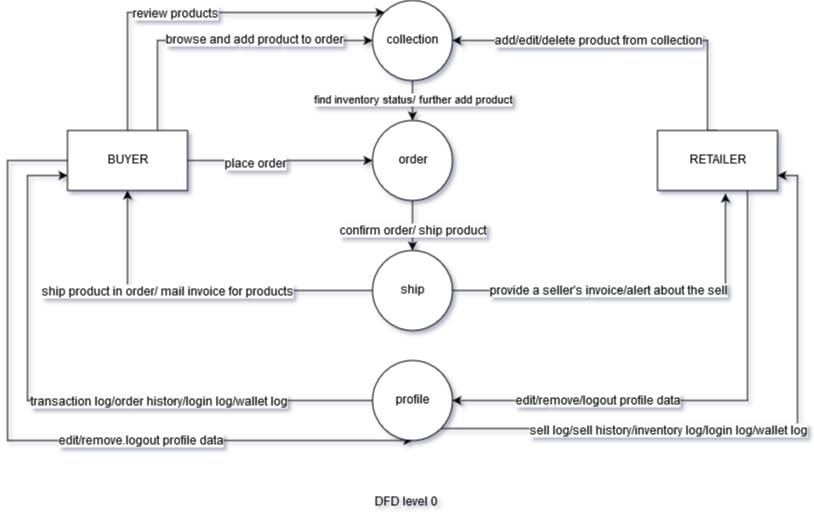 review products
browse and add product to order
collection
add/edit/delete product from collection
find inventory status/ further add product
BUYER
place order
order
RETAILER
confirm order/ ship product
ship product in order/ mail invoice for products
ship
provide a seller's invoice/alert about the sell
transaction log/order history/login log/wallet log
profile
edit/remove/logout profile data
sell log/sell history/inventory log/login log/wallet log
edit/remove.logout profile data
DFD level 0